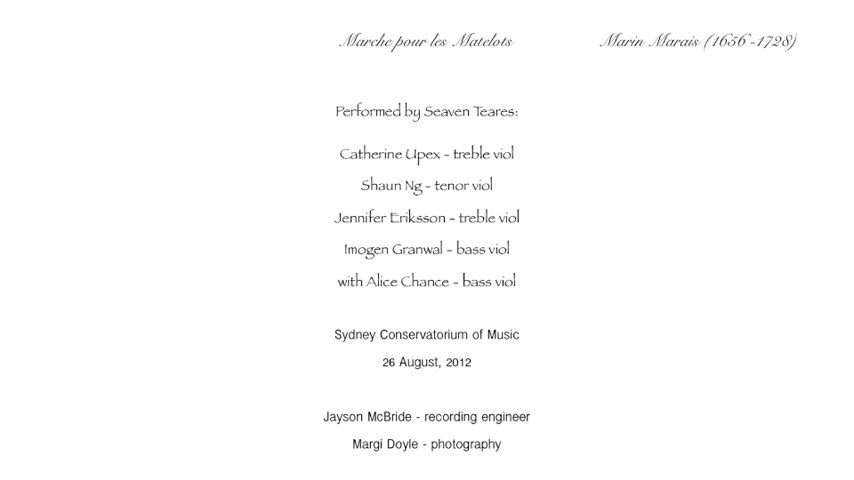 Marche pour les Matelots Marin Marais (1656 -1728)
Performed by Seaven Teares:
Catherine Upex - treble viol
Shaun Ng - tenor viol
Jennifer Eriksson - treble viol
Imogen Granwal - bass viol
with Alice Chance - bass viol
Sydney Conservatorium of Music
26 August, 2012
Jayson McBride - recording engineer
Margi Doyle - photography